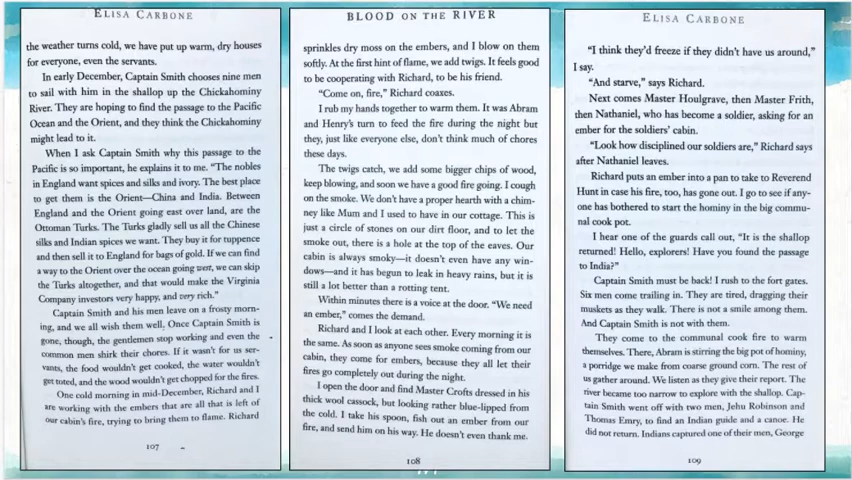 ELISA CARBONE
the weather turns cold, we have put up warm, dry houses
for everyone, even the servants.
In early December, Captain Smith chooses nine men
to sail with him in the shallop up the Chickahominy
River. They are hoping to find the passage to the Pacific
Ocean and the Orient, and they think the Chickahominy
might lead to it.
When I ask Captain Smith why this passage to the
Pacific is so important, he explains it to me. "The nobles
in England want spices and silks and ivory. The best place
to get them is the Orient—China and India. Between
England and the Orient going east over land, are the
Ottoman Turks. The Turks gladly sell us all the Chinese
silks and Indian spices we want. They buy it for tuppence
and then sell it to England for bags of gold. If we can find
a way to the Orient over the ocean going west, we can skip
the Turks altogether, and that would make the Virginia
Company investors very happy, and very rich."
Captain Smith and his men leave on a frosty morn-
ing, and we all wish them well. Once Captain Smith is
gone, though, the gentlemen stop working and even the
common men shirk their chores. If it wasn't for us ser-
vants, the food wouldn't get cooked, the water wouldn't
get toted, and the wood wouldn't get chopped for the fires.
One cold morning in mid-December, Richard and I
are working with the embers that are all that is left of
our cabin's fire, trying to bring them to flame. Richard
107
BLOOD ON THE RIVER
sprinkles dry moss on the embers, and I blow on them
softly. At the first hint of flame, we add twigs. It feels good
to be cooperating with Richard, to be his friend.
"Come on, fire," Richard coaxes.
I rub my hands together to warm them. It was Abram
and Henry's turn to feed the fire during the night but
they, just like everyone else, don't think much of chores
these days.
The twigs catch, we add some bigger chips of wood,
keep blowing, and soon we have a good fire going. I cough
on the smoke. We don't have a proper hearth with a chim-
ney like Mum and I used to have in our cottage. This is
just a circle of stones on our dirt floor, and to let the
smoke out, there is a hole at the top of the eaves. Our
cabin is always smoky—it doesn't even have any win-
dows—and it has begun to leak in heavy rains, but it is
still a lot better than a rotting tent.
Within minutes there is a voice at the door. "We need
an ember," comes the demand.
Richard and I look at each other. Every morning it is
the same. As soon as anyone sees smoke coming from our
cabin, they come for embers, because they all let their
fires go completely out during the night.
I open the door and find Master Crofts dressed in his
thick wool cassock, but looking rather blue-lipped from
the cold. I take his spoon, fish out an ember from our
fire, and send him on his way. He doesn't even thank me.
108
ELISA CARBONE
"I think they'd freeze if they didn't have us around,"
I say.
"And starve," says Richard.
Next comes Master Houlgrave, then Master Frith,
then Nathaniel, who has become a soldier, asking for an
ember for the soldiers' cabin.
"Look how disciplined our soldiers are," Richard says
after Nathaniel leaves.
Richard puts an ember into a pan to take to Reverend
Hunt in case his fire, too, has gone out. I go to see if any-
one has bothered to start the hominy in the big commu-
nal cook pot.
I hear one of the guards call out, "It is the shallop
returned! Hello, explorers! Have you found the passage
to India?"
Captain Smith must be back! I rush to the fort gates.
Six men come trailing in. They are tired, dragging their
muskets as they walk. There is not a smile among them.
And Captain Smith is not with them.
They come to the communal cook fire to warm
themselves. There, Abram is stirring the big pot of hominy,
a porridge we make from coarse ground corn. The rest of
us gather around. We listen as they give their report. The
river became too narrow to explore with the shallop. Cap-
tain Smith went off with two men, Jehu Robinson and
Thomas Emry, to find an Indian guide and a canoe. He
did not return. Indians captured one of their men, George
109